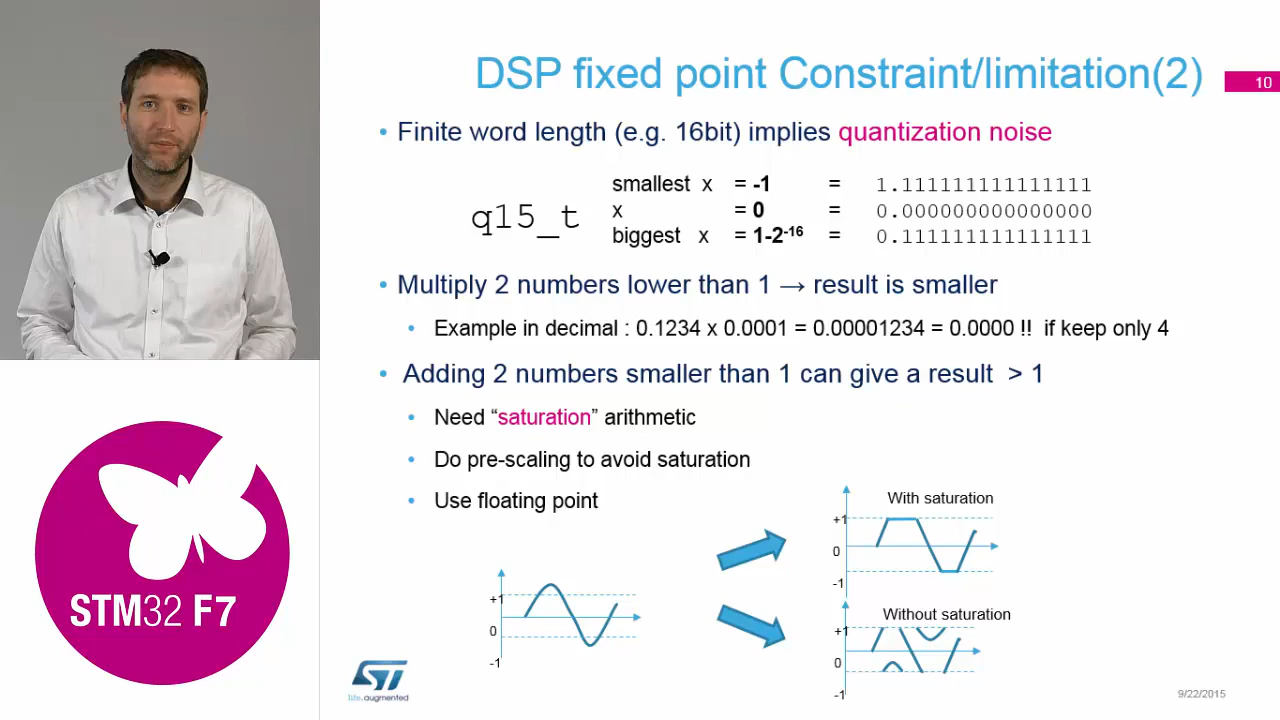 DSP fixed point Constraint/limitation(2)
10
• Finite word length (e.g. 16bit) implies quantization noise
q15_t
smallest x = -1 = 1.111111111111111
x = 0 = 0.000000000000000
biggest x = 1-2-16 = 0.111111111111111
• Multiply 2 numbers lower than 1 → result is smaller
• Example in decimal : 0.1234 x 0.0001 = 0.00001234 = 0.0000 !! if keep only 4
• Adding 2 numbers smaller than 1 can give a result > 1
• Need “saturation” arithmetic
• Do pre-scaling to avoid saturation
• Use floating point
With saturation
+1
0
-1
+1
0
-1
Without saturation
+1
0
-1
STM32 F7
ST
life.augmented
9/22/2015